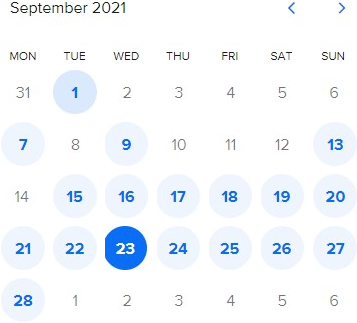 September 2021
MON TUE WED THU FRI SAT SUN
31 1 2 3 4 5 6
7 8 9 10 11 12 13
14 15 16 17 18 19 20
21 22 23 24 25 26 27
28 1 2 3 4 5 6